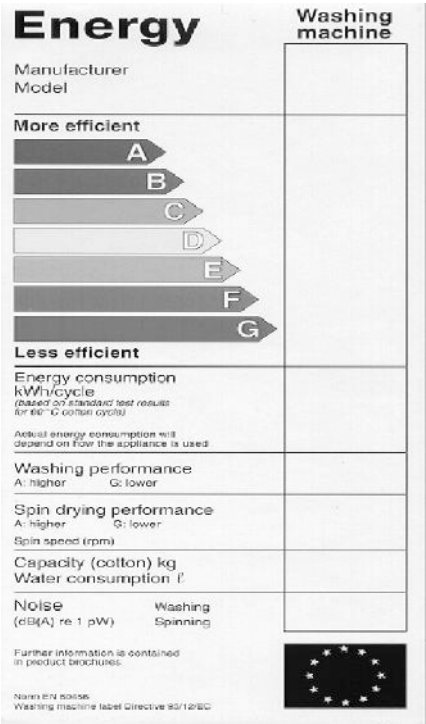 Energy
Washing
machine
Manufacturer
Model
More efficient
A
B
C
D
E
F
G
Less efficient
Energy consumption
kWh/cycle
(based on standard test results
for 60°C cotton cycle)
Actual energy consumption will
depend on how the appliance is used
Washing performance
A: higher G: lower
Spin drying performance
A: higher G: lower
Spin speed (rpm)
Capacity (cotton) kg
Water consumption ℓ
Noise Washing
(dB(A) re 1 pW) Spinning
Further information is contained
in product brochures
Norm EN 60456
Washing machine label Directive 95/12/EC